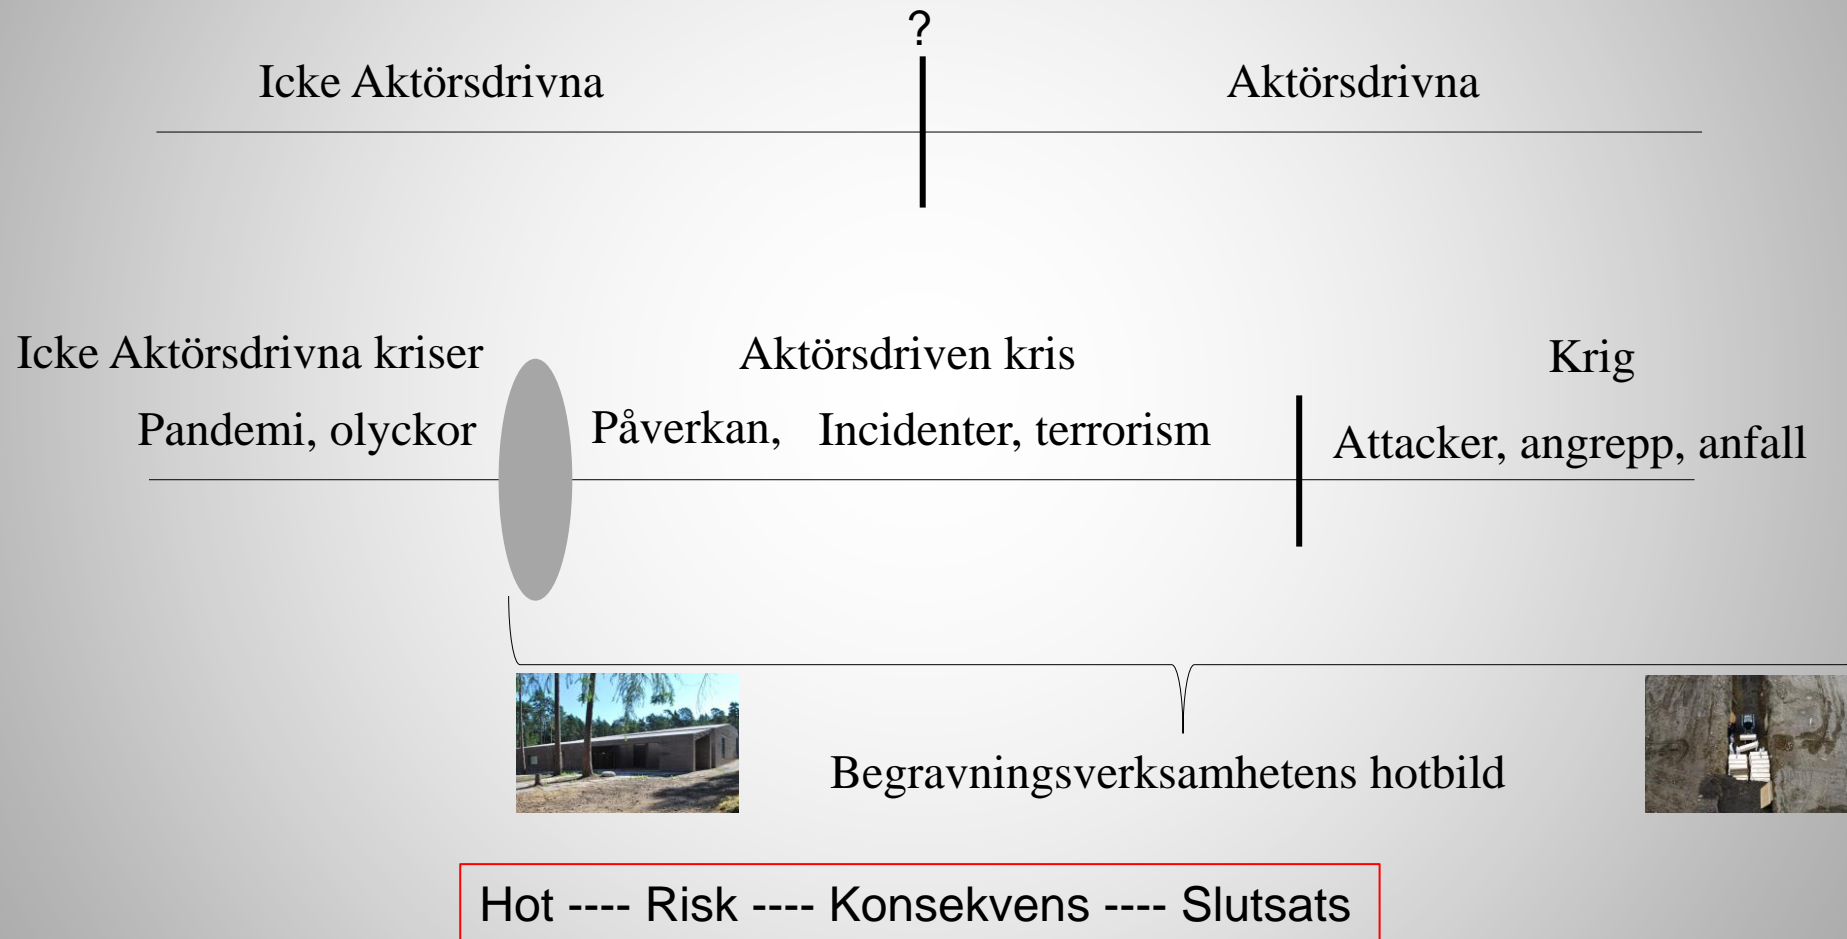 ?
Icke Aktörsdrivna
Aktörsdrivna
Icke Aktörsdrivna kriser
Aktörsdriven kris
Krig
Pandemi, olyckor
Påverkan, Incidenter, terrorism
Attacker, angrepp, anfall
Begravningsverksamhetens hotbild
Hot ---- Risk ---- Konsekvens ---- Slutsats